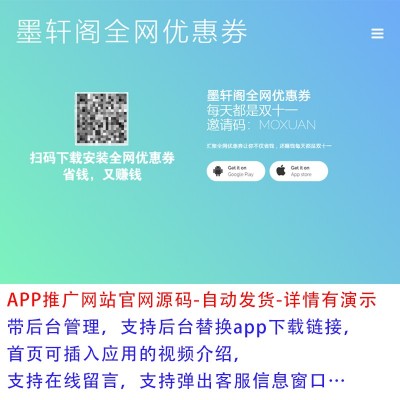 墨轩阁全网优惠券
墨轩阁全网优惠券
每天都是双十一
邀请码：MOXUAN
扫码下载安装全网优惠券
省钱，又赚钱
Get it on
Google Play
Get it on
App store
APP推广网站官网源码-自动发货-详情有演示
带后台管理，支持后台替换app下载链接，
首页可插入应用的视频介绍，
支持在线留言，支持弹出客服信息窗口…